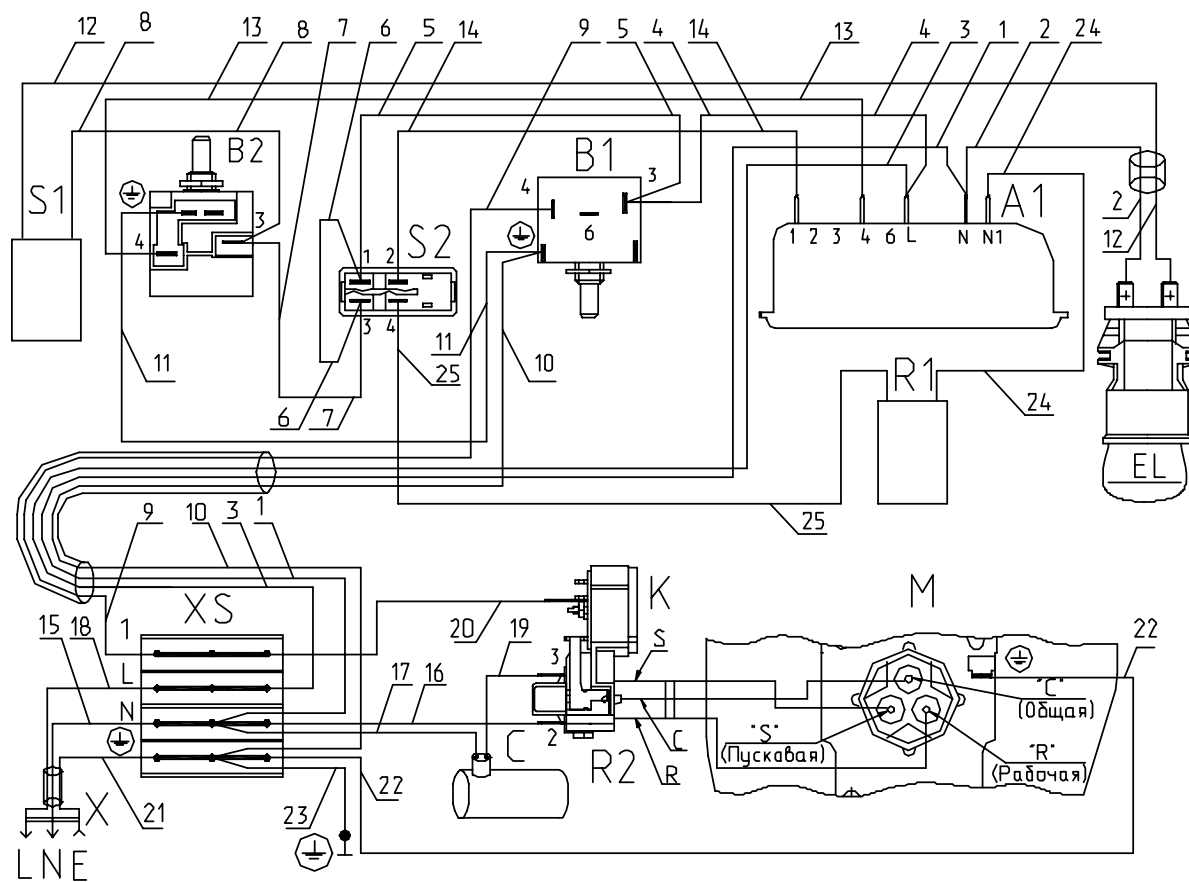 12 8 13 8 7 6 5 14 9 5 4 14 13 4 3 1 2 24
B2
B1
S1
4 3
3
S2
A1
4
6
1 2
1 2 3 4 6 L N N1
2
12
3 4
11
11
10
25
R1
6 7
24
EL
9 10 3 1
25
XS
K
M
15 18
1
20 19
S
22
L
17 16
3
"C"
(Общая)
N
2
C
R2
C
R
"S"
(Пусковая)
"R"
(Рабочая)
X
21
23
22
L N E